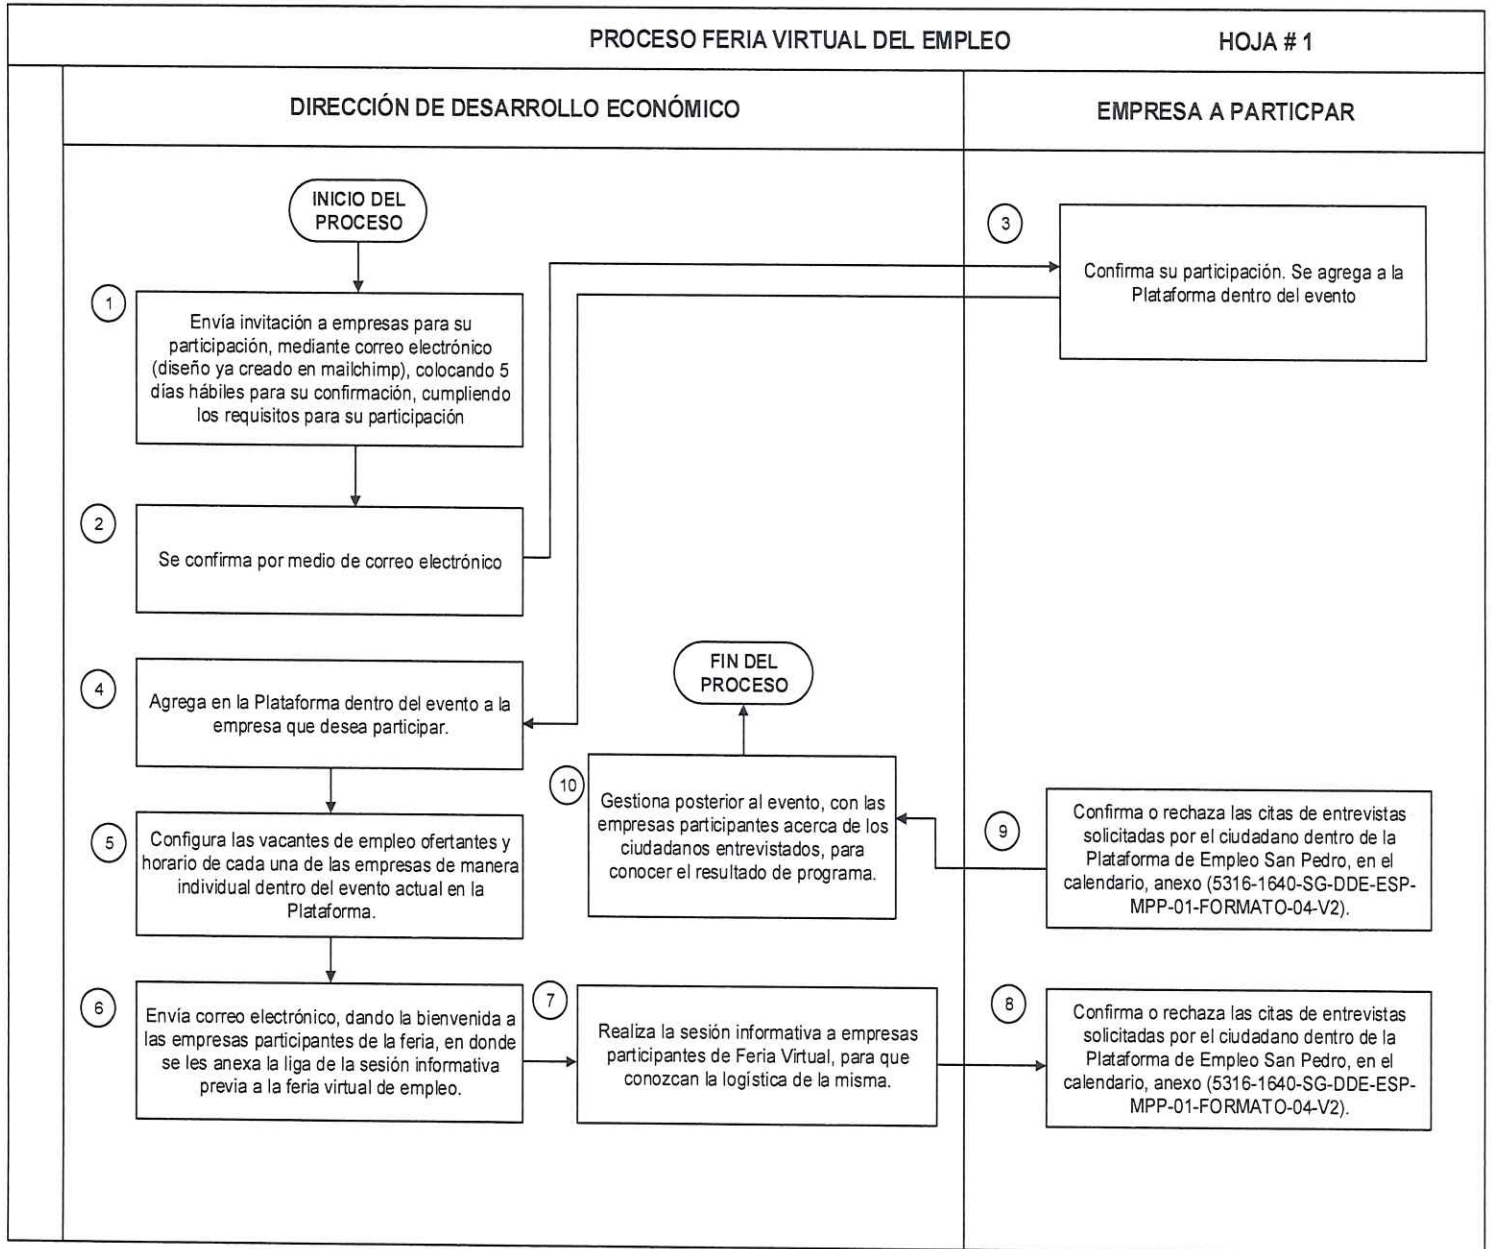 PROCESO FERIA VIRTUAL DEL EMPLEO
HOJA # 1
DIRECCIÓN DE DESARROLLO ECONÓMICO
EMPRESA A PARTICPAR
INICIO DEL
PROCESO
1
Envía invitación a empresas para su
participación, mediante correo electrónico
(diseño ya creado en mailchimp), colocando 5
días hábiles para su confirmación, cumpliendo
los requisitos para su participación
2
Se confirma por medio de correo electrónico
3
Confirma su participación. Se agrega a la
Plataforma dentro del evento
4
Agrega en la Plataforma dentro del evento a la
empresa que desea participar.
5
Configura las vacantes de empleo ofertantes y
horario de cada una de las empresas de manera
individual dentro del evento actual en la
Plataforma.
6
Envía correo electrónico, dando la bienvenida a
las empresas participantes de la feria, en donde
se les anexa la liga de la sesión informativa
previa a la feria virtual de empleo.
7
Realiza la sesión informativa a empresas
participantes de Feria Virtual, para que
conozcan la logística de la misma.
8
Confirma o rechaza las citas de entrevistas
solicitadas por el ciudadano dentro de la
Plataforma de Empleo San Pedro, en el
calendario, anexo (5316-1640-SG-DDE-ESP-
MPP-01-FORMATO-04-V2).
9
Confirma o rechaza las citas de entrevistas
solicitadas por el ciudadano dentro de la
Plataforma de Empleo San Pedro, en el
calendario, anexo (5316-1640-SG-DDE-ESP-
MPP-01-FORMATO-04-V2).
10
Gestiona posterior al evento, con las
empresas participantes acerca de los
ciudadanos entrevistados, para
conocer el resultado de programa.
FIN DEL
PROCESO